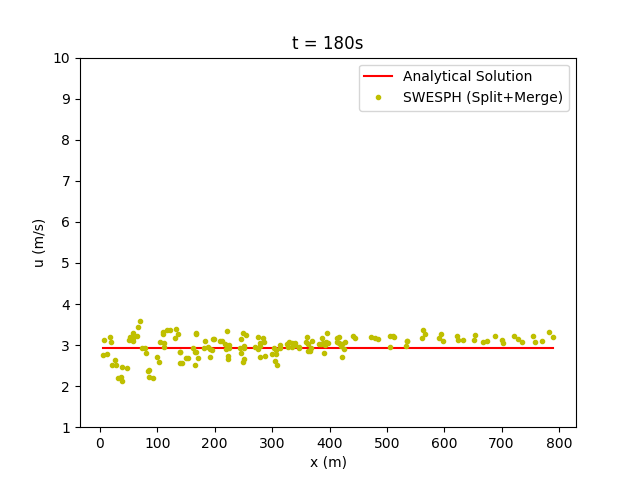 t = 180s
Analytical Solution
SWESPH (Split+Merge)
u (m/s)
10
9
8
7
6
5
4
3
2
1
0 100 200 300 400 500 600 700 800
x (m)